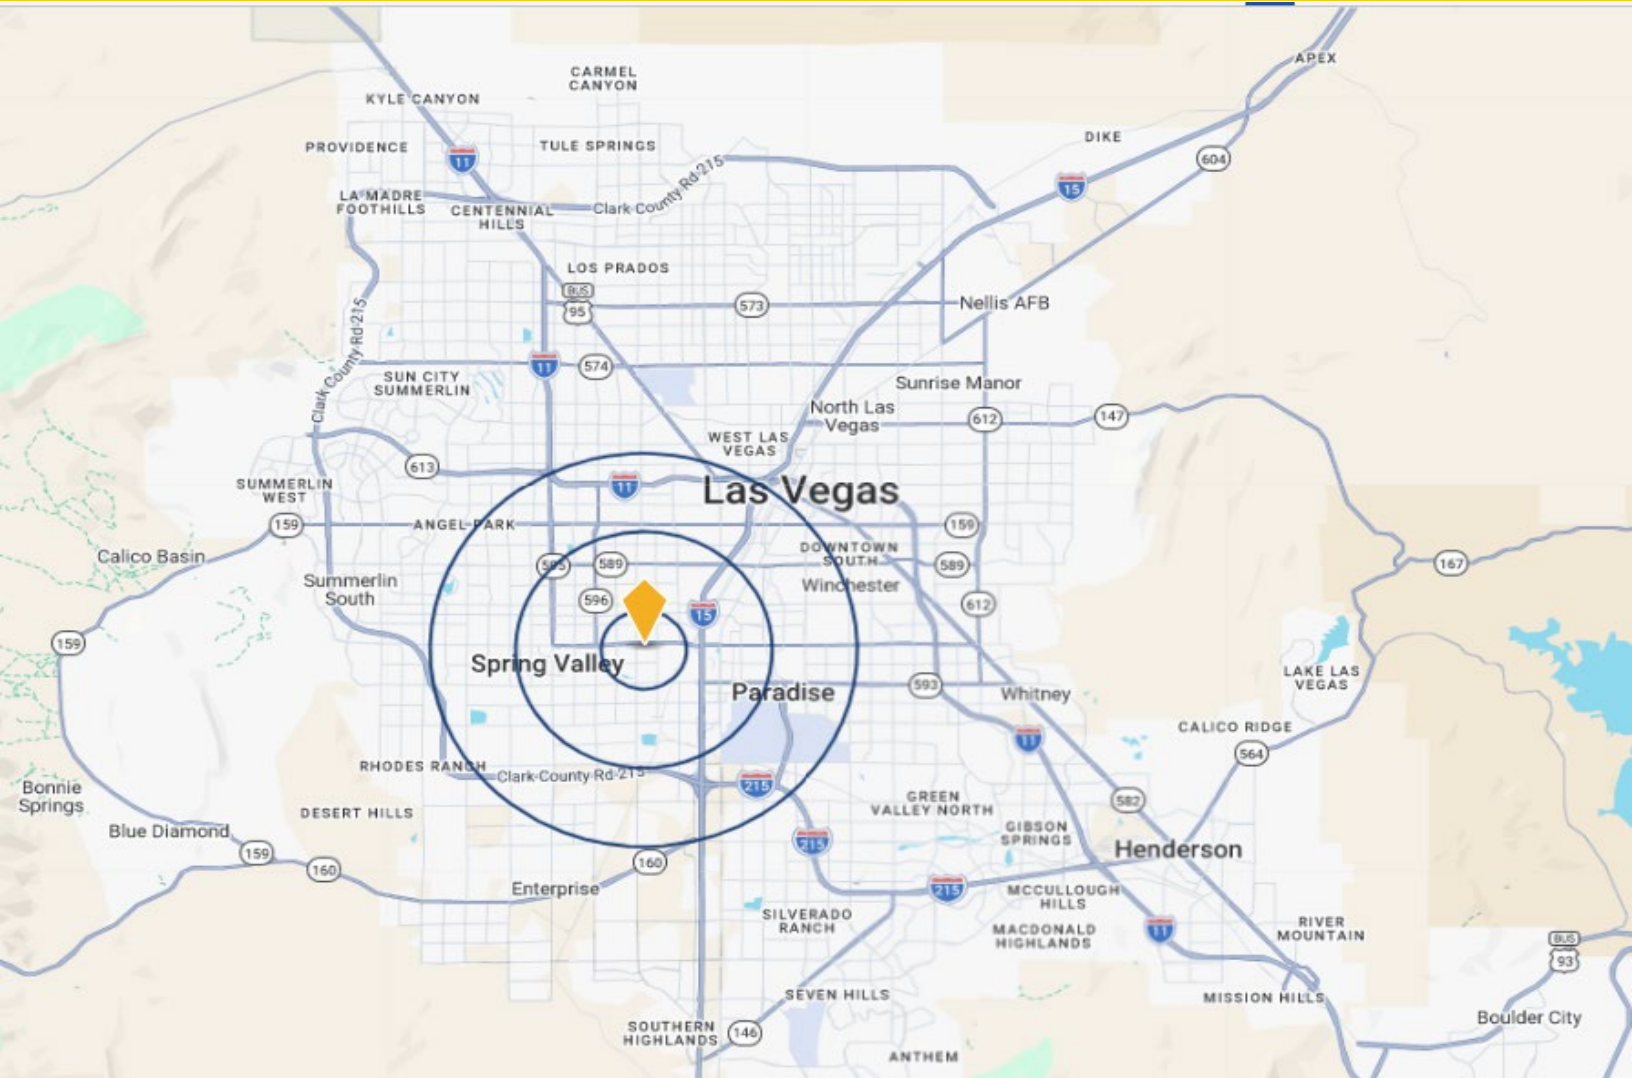 APEX
CARMEL
CANYON
KYLE CANYON
DIKE
PROVIDENCE
TULE SPRINGS
11
604
Clark County Rd 215
15
LA MADRE
FOOTHILLS
CENTENNIAL
HILLS
LOS PRADOS
BUS
95
573
Nellis AFB
Clark County Rd 215
11
574
SUN CITY
SUMMERLIN
Sunrise Manor
North Las
Vegas
612
147
WEST LAS
VEGAS
613
SUMMERLIN
WEST
11
Las Vegas
159
ANGEL PARK
159
Calico Basin
DOWNTOWN
SOUTH
595
589
589
167
Summerlin
South
Winchester
596
15
612
159
Spring Valley
Paradise
593
Whitney
LAKE LAS
VEGAS
CALICO RIDGE
11
564
RHODES RANCH
Clark County Rd 215
215
Bonnie
Springs
DESERT HILLS
GREEN
VALLEY NORTH
582
Blue Diamond
215
GIBSON
SPRINGS
Henderson
159
160
160
Enterprise
215
MCCULLOUGH
HILLS
SILVERADO
RANCH
MACDONALD
HIGHLANDS
11
RIVER
MOUNTAIN
BUS
93
SEVEN HILLS
MISSION HILLS
Boulder City
SOUTHERN
HIGHLANDS
146
ANTHEM